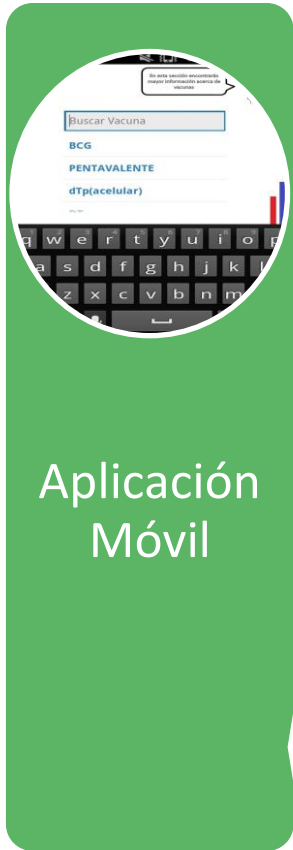 En esta sección encontrarás
mayor información acerca de
vacunas
Buscar Vacuna
BCG
PENTAVALENTE
dTp(acelular)
q w e r t y u i o p
a s d f g h j k l
z x c v b n m
Aplicación
Móvil